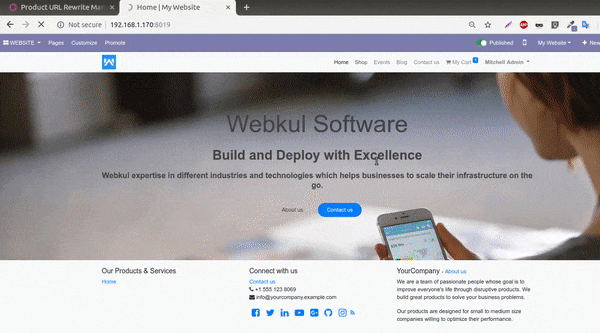 Product URL Rewrite Man
Home | My Website
Not secure | 192.168.1.170:8019
WEBSITE Pages Customize Promote Published My Website New
Home Shop Events Blog Contact us My Cart Mitchell Admin
Webkul Software
Build and Deploy with Excellence
Webkul expertise in different industries and technologies which helps businesses to scale their infrastructure on the
go.
About us Contact us
Our Products & Services
Home
Connect with us
Contact us
+1 555 123 8069
info@yourcompany.example.com
YourCompany - About us
We are a team of passionate people whose goal is to
improve everyone's life through disruptive products. We
build great products to solve your business problems.
Our products are designed for small to medium size
companies willing to optimize their performance.